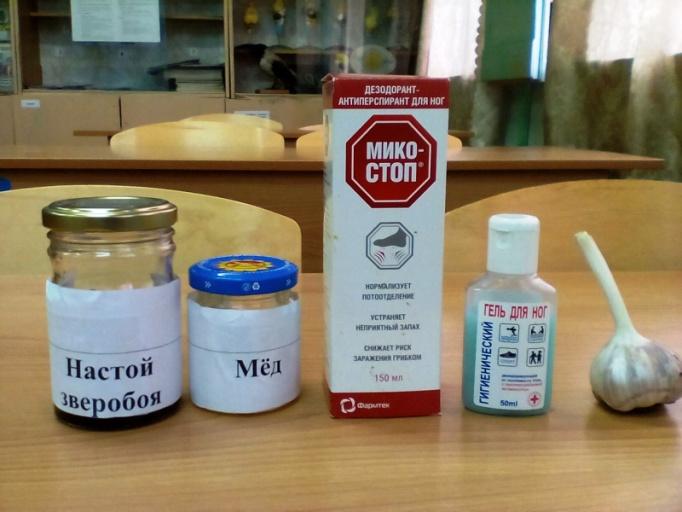 Настой
зверобоя
Мёд
ДЕЗОДОРАНТ-
АНТИПЕРСПИРАНТ ДЛЯ НОГ
МИКО-
СТОП®
НОРМАЛИЗУЕТ
ПОТООТДЕЛЕНИЕ
УСТРАНЯЕТ
НЕПРИЯТНЫЙ ЗАПАХ
СНИЖАЕТ РИСК
ЗАРАЖЕНИЯ ГРИБКОМ
150 мл
Фармтек
ГЕЛЬ ДЛЯ НОГ
ГИГИЕНИЧЕСКИЙ
50ml